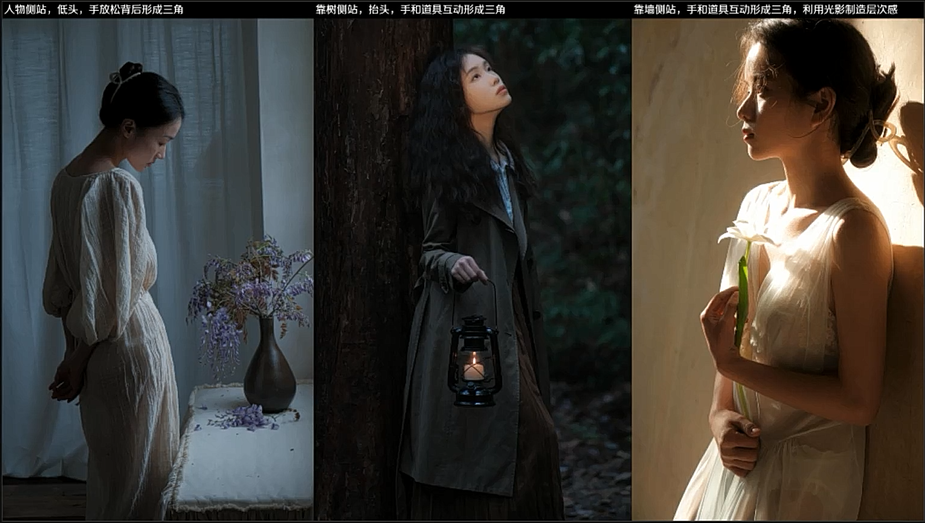 人物侧站，低头，手放松背后形成三角
靠树侧站，抬头，手和道具互动形成三角
靠墙侧站，手和道具互动形成三角，利用光影制造层次感